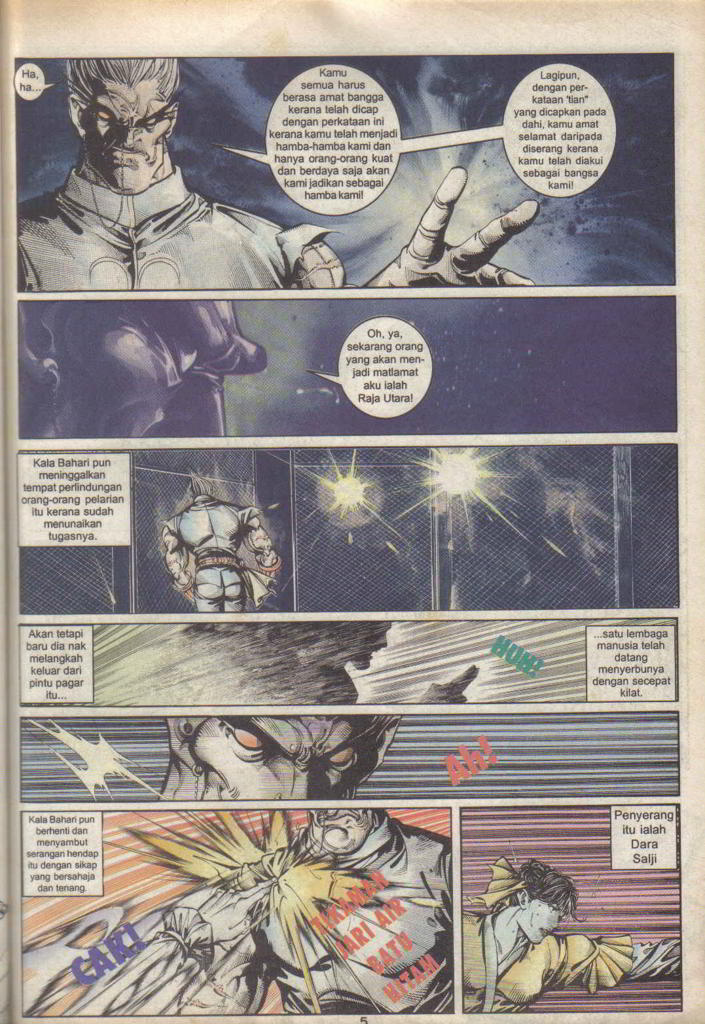 Ha,
ha...
Kamu
semua harus
berasa amat bangga
kerana telah dicap
dengan perkataan ini
kerana kamu telah menjadi
hamba-hamba kami dan
hanya orang-orang kuat
dan berdaya saja akan
kami jadikan sebagai
hamba kami!
Lagipun,
dengan per-
kataan 'tian"
yang dicapkan pada
dahi, kamu amat
selamat daripada
diserang kerana
kamu telah diakui
sebagai bangsa
kami!
Oh, ya,
sekarang orang
yang akan men-
jadi matlamat
aku ialah
Raja Utara!
Kala Bahari pun
meninggalkan
tempat perlindungan
orang-orang pelarian
itu kerana sudah
menunaikan
tugasnya.
Akan tetapi
baru dia nak
melangkah
keluar dari
pintu pagar
itu...
HUH!
...satu lembaga
manusia telah
datang
menyerbunya
dengan secepat
kilat.
Ah!
Kala Bahari pun
berhenti dan
menyambut
serangan hendap
itu dengan sikap
yang bersahaja
dan tenang.
CAK!
TIKAMAN
JARI AIR
BATU
HITAM
Penyerang
itu ialah
Dara
Salji
5